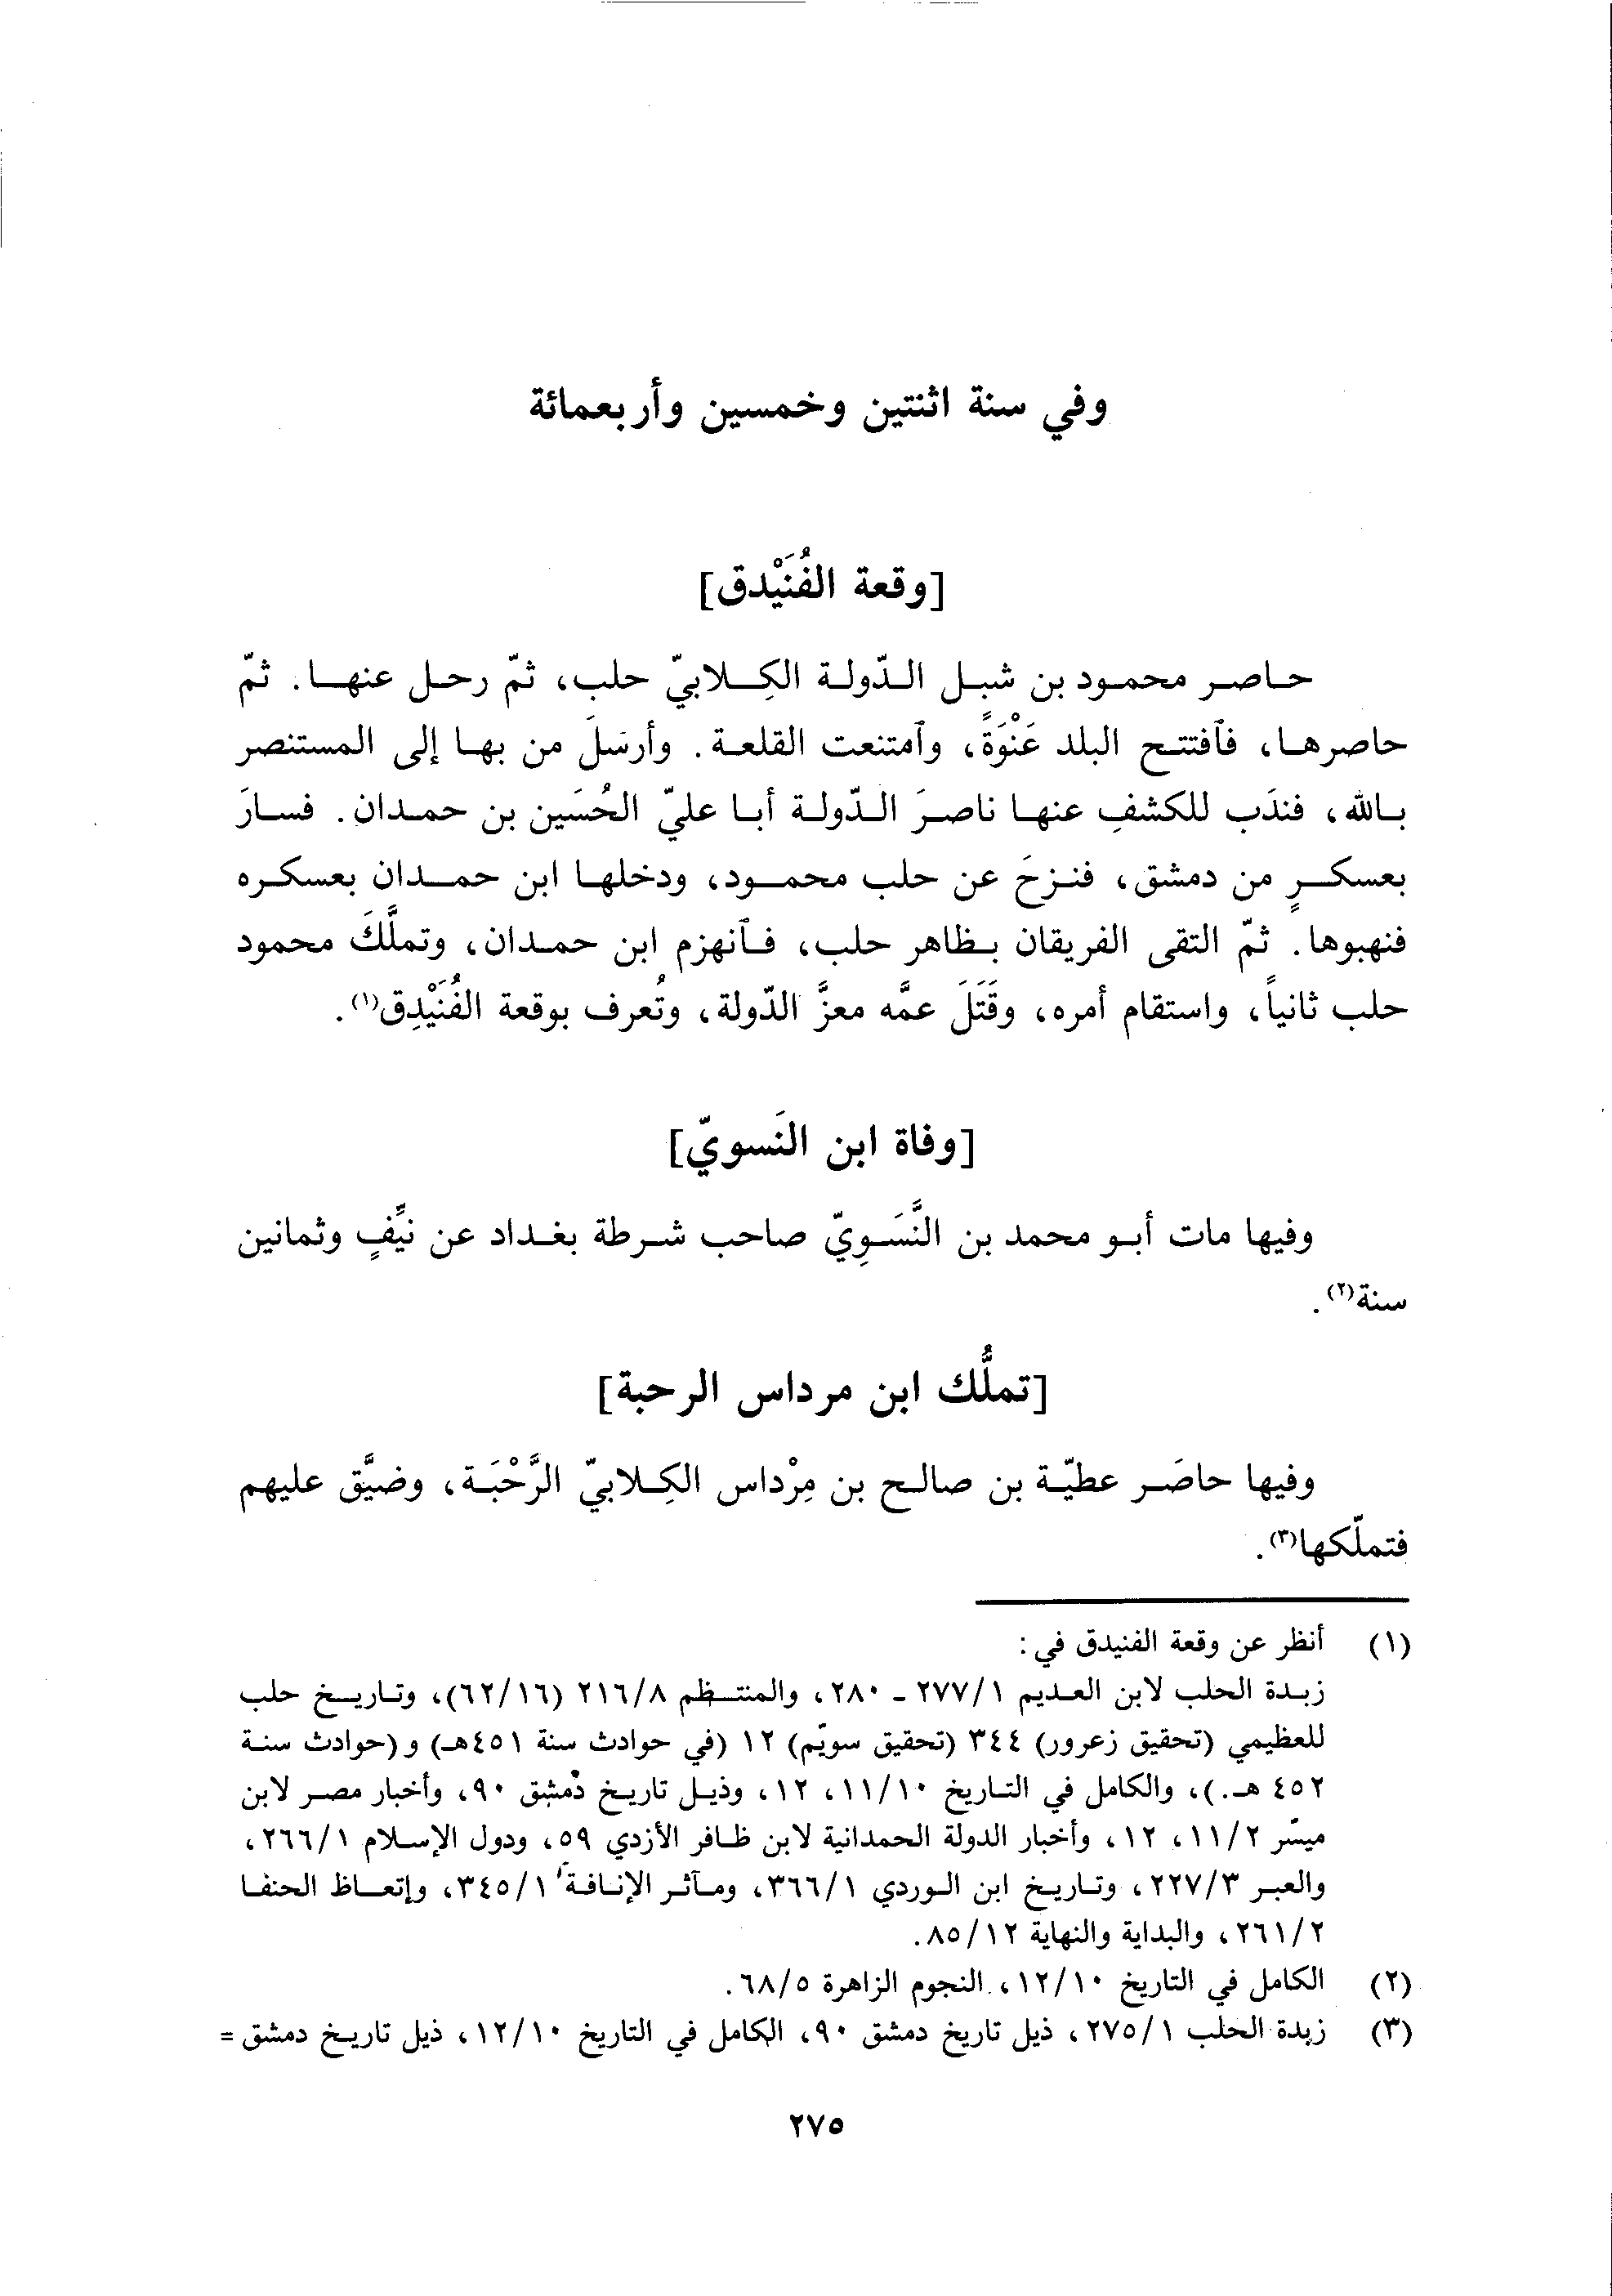 وفي سنة اثنتين وخمسين وأربعمائة
[وقعة الفُنَيْدق]
حاصر محمود بن شبل الدّولة الكِلابيّ حلب، ثمّ رحل عنها. ثمّ
حاصرها، فٱفتتح البلد عَنْوَةً، وٱمتنعت القلعة. وأرسَلَ من بها إلى المستنصر
بالله، فندَب للكشفِ عنها ناصرَ الدّولة أبا عليّ الحُسَين بن حمدان. فسارَ
بعسكرٍ من دمشق، فنزحَ عن حلب محمود، ودخلها ابن حمدان بعسكره
فنهبوها. ثمّ التقى الفريقان بظاهر حلب، فٱنهزم ابن حمدان، وتملَّكَ محمود
حلب ثانياً، واستقام أمره، وقَتَلَ عمَّه معزَّ الدّولة، وتُعرف بوقعة الفُنَيْدِق(١).
[وفاة ابن النَسويّ]
وفيها مات أبو محمد بن النَّسَوِيّ صاحب شرطة بغداد عن نيِّفٍ وثمانين
سنة(٢).
[تملُّك ابن مرداس الرحبة]
وفيها حاصَر عطيّة بن صالح بن مِرْداس الكِلابيّ الرَّحْبَة، وضيَّق عليهم
فتملّكها(٣).
(١) أنظر عن وقعة الفنيدق في:
زبدة الحلب لابن العديم ٢٧٧/١ - ٢٨٠، والمنتظم ٢١٦/٨ (٦٢/١٦)، وتاريخ حلب
للعظيمي (تحقيق زعرور) ٣٤٤ (تحقيق سويّم) ١٢ (في حوادث سنة ٤٥١هـ) و (حوادث سنة
٤٥٢ هـ.)، والكامل في التاريخ ١١/١٠، ١٢، وذيل تاريخ دمشق ٩٠، وأخبار مصر لابن
ميسّر ١١/٢، ١٢، وأخبار الدولة الحمدانية لابن ظافر الأزدي ٥٩، ودول الإسلام ٢٦٦/١،
والعبر ٢٢٧/٣، وتاريخ ابن الوردي ٣٦٦/١، ومآثر الإنافة ٣٤٥/١، وإتعاظ الحنفا
٢٦١/٢، والبداية والنهاية ٨٥/١٢.
(٢) الكامل في التاريخ ١٢/١٠، النجوم الزاهرة ٦٨/٥.
(٣) زبدة الحلب ٢٧٥/١، ذيل تاريخ دمشق ٩٠، الكامل في التاريخ ١٢/١٠، ذيل تاريخ دمشق =
٢٧٥